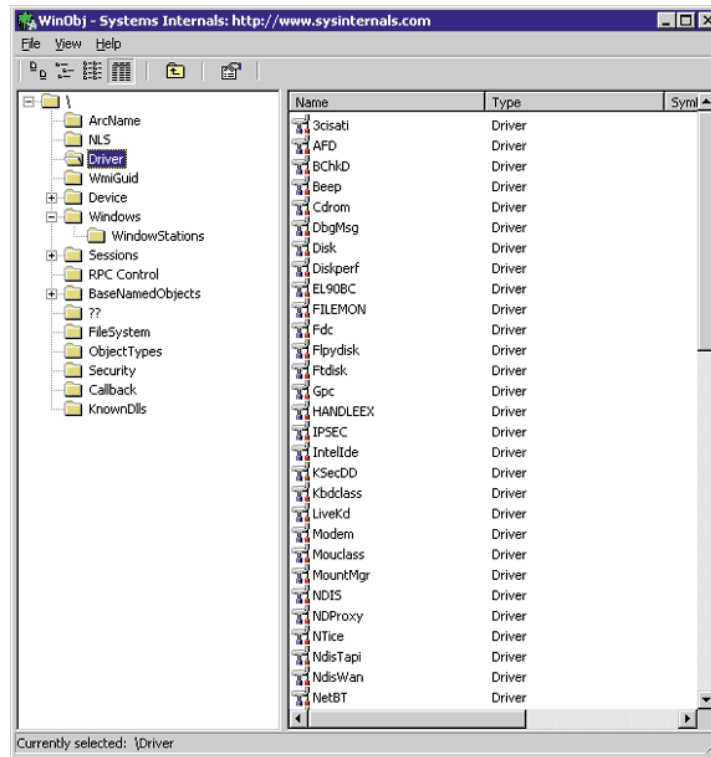 WinObj - Systems Internals: http://www.sysinternals.com
File View Help
\
ArcName
NLS
Driver
WmiGuid
Device
Windows
WindowStations
Sessions
RPC Control
BaseNamedObjects
??
FileSystem
ObjectTypes
Security
Callback
KnownDlls
Name Type Syml
3cisati Driver
AFD Driver
BChkD Driver
Beep Driver
Cdrom Driver
DbgMsg Driver
Disk Driver
Diskperf Driver
EL90BC Driver
FILEMON Driver
Fdc Driver
Flpydisk Driver
Ftdisk Driver
Gpc Driver
HANDLEEX Driver
IPSEC Driver
IntelIde Driver
KSecDD Driver
Kbdclass Driver
LiveKd Driver
Modem Driver
Mouclass Driver
MountMgr Driver
NDIS Driver
NDProxy Driver
NTice Driver
NdisTapi Driver
NdisWan Driver
NetBT Driver
Currently selected: \Driver